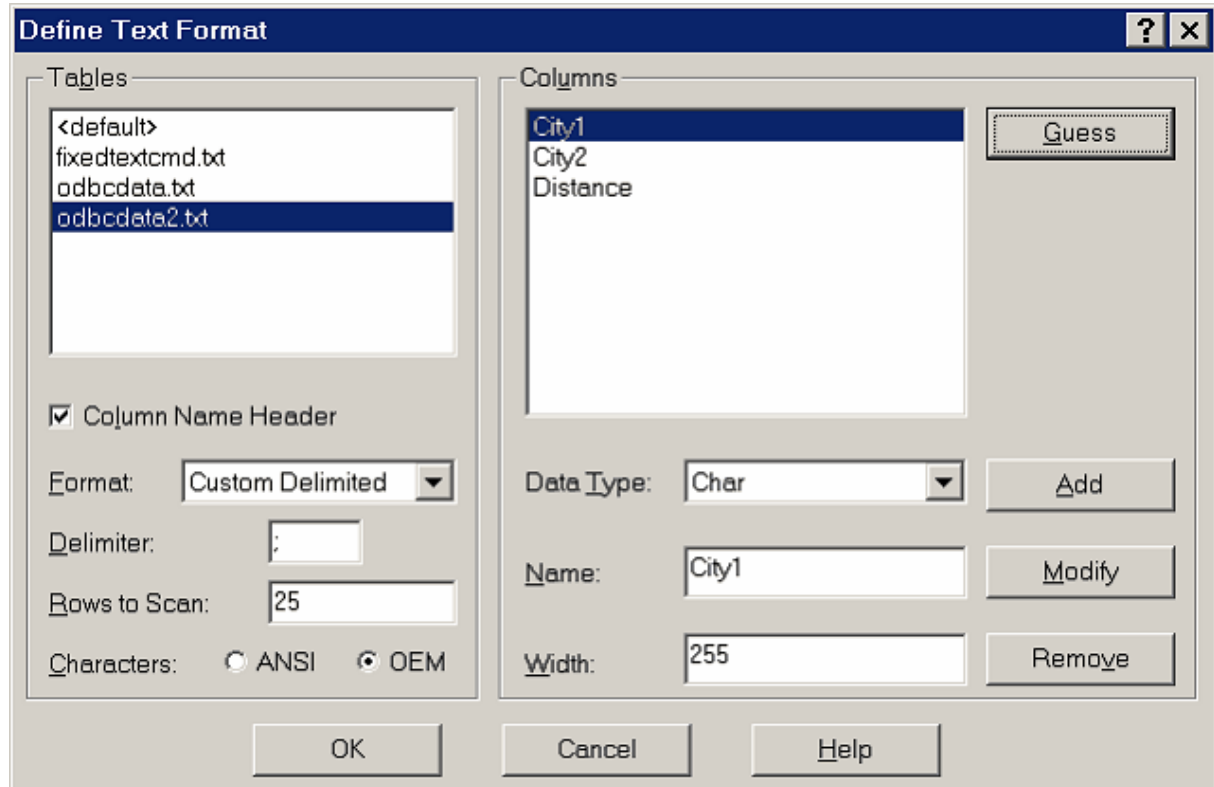 Define Text Format
Tables
<default>
fixedtextcmd.txt
odbcdata.txt
odbcdata2.txt
Column Name Header
Format: Custom Delimited
Delimiter: ;
Rows to Scan: 25
Characters: ANSI OEM
Columns
City1
City2
Distance
Guess
Data Type: Char
Add
Name: City1
Modify
Width: 255
Remove
OK
Cancel
Help